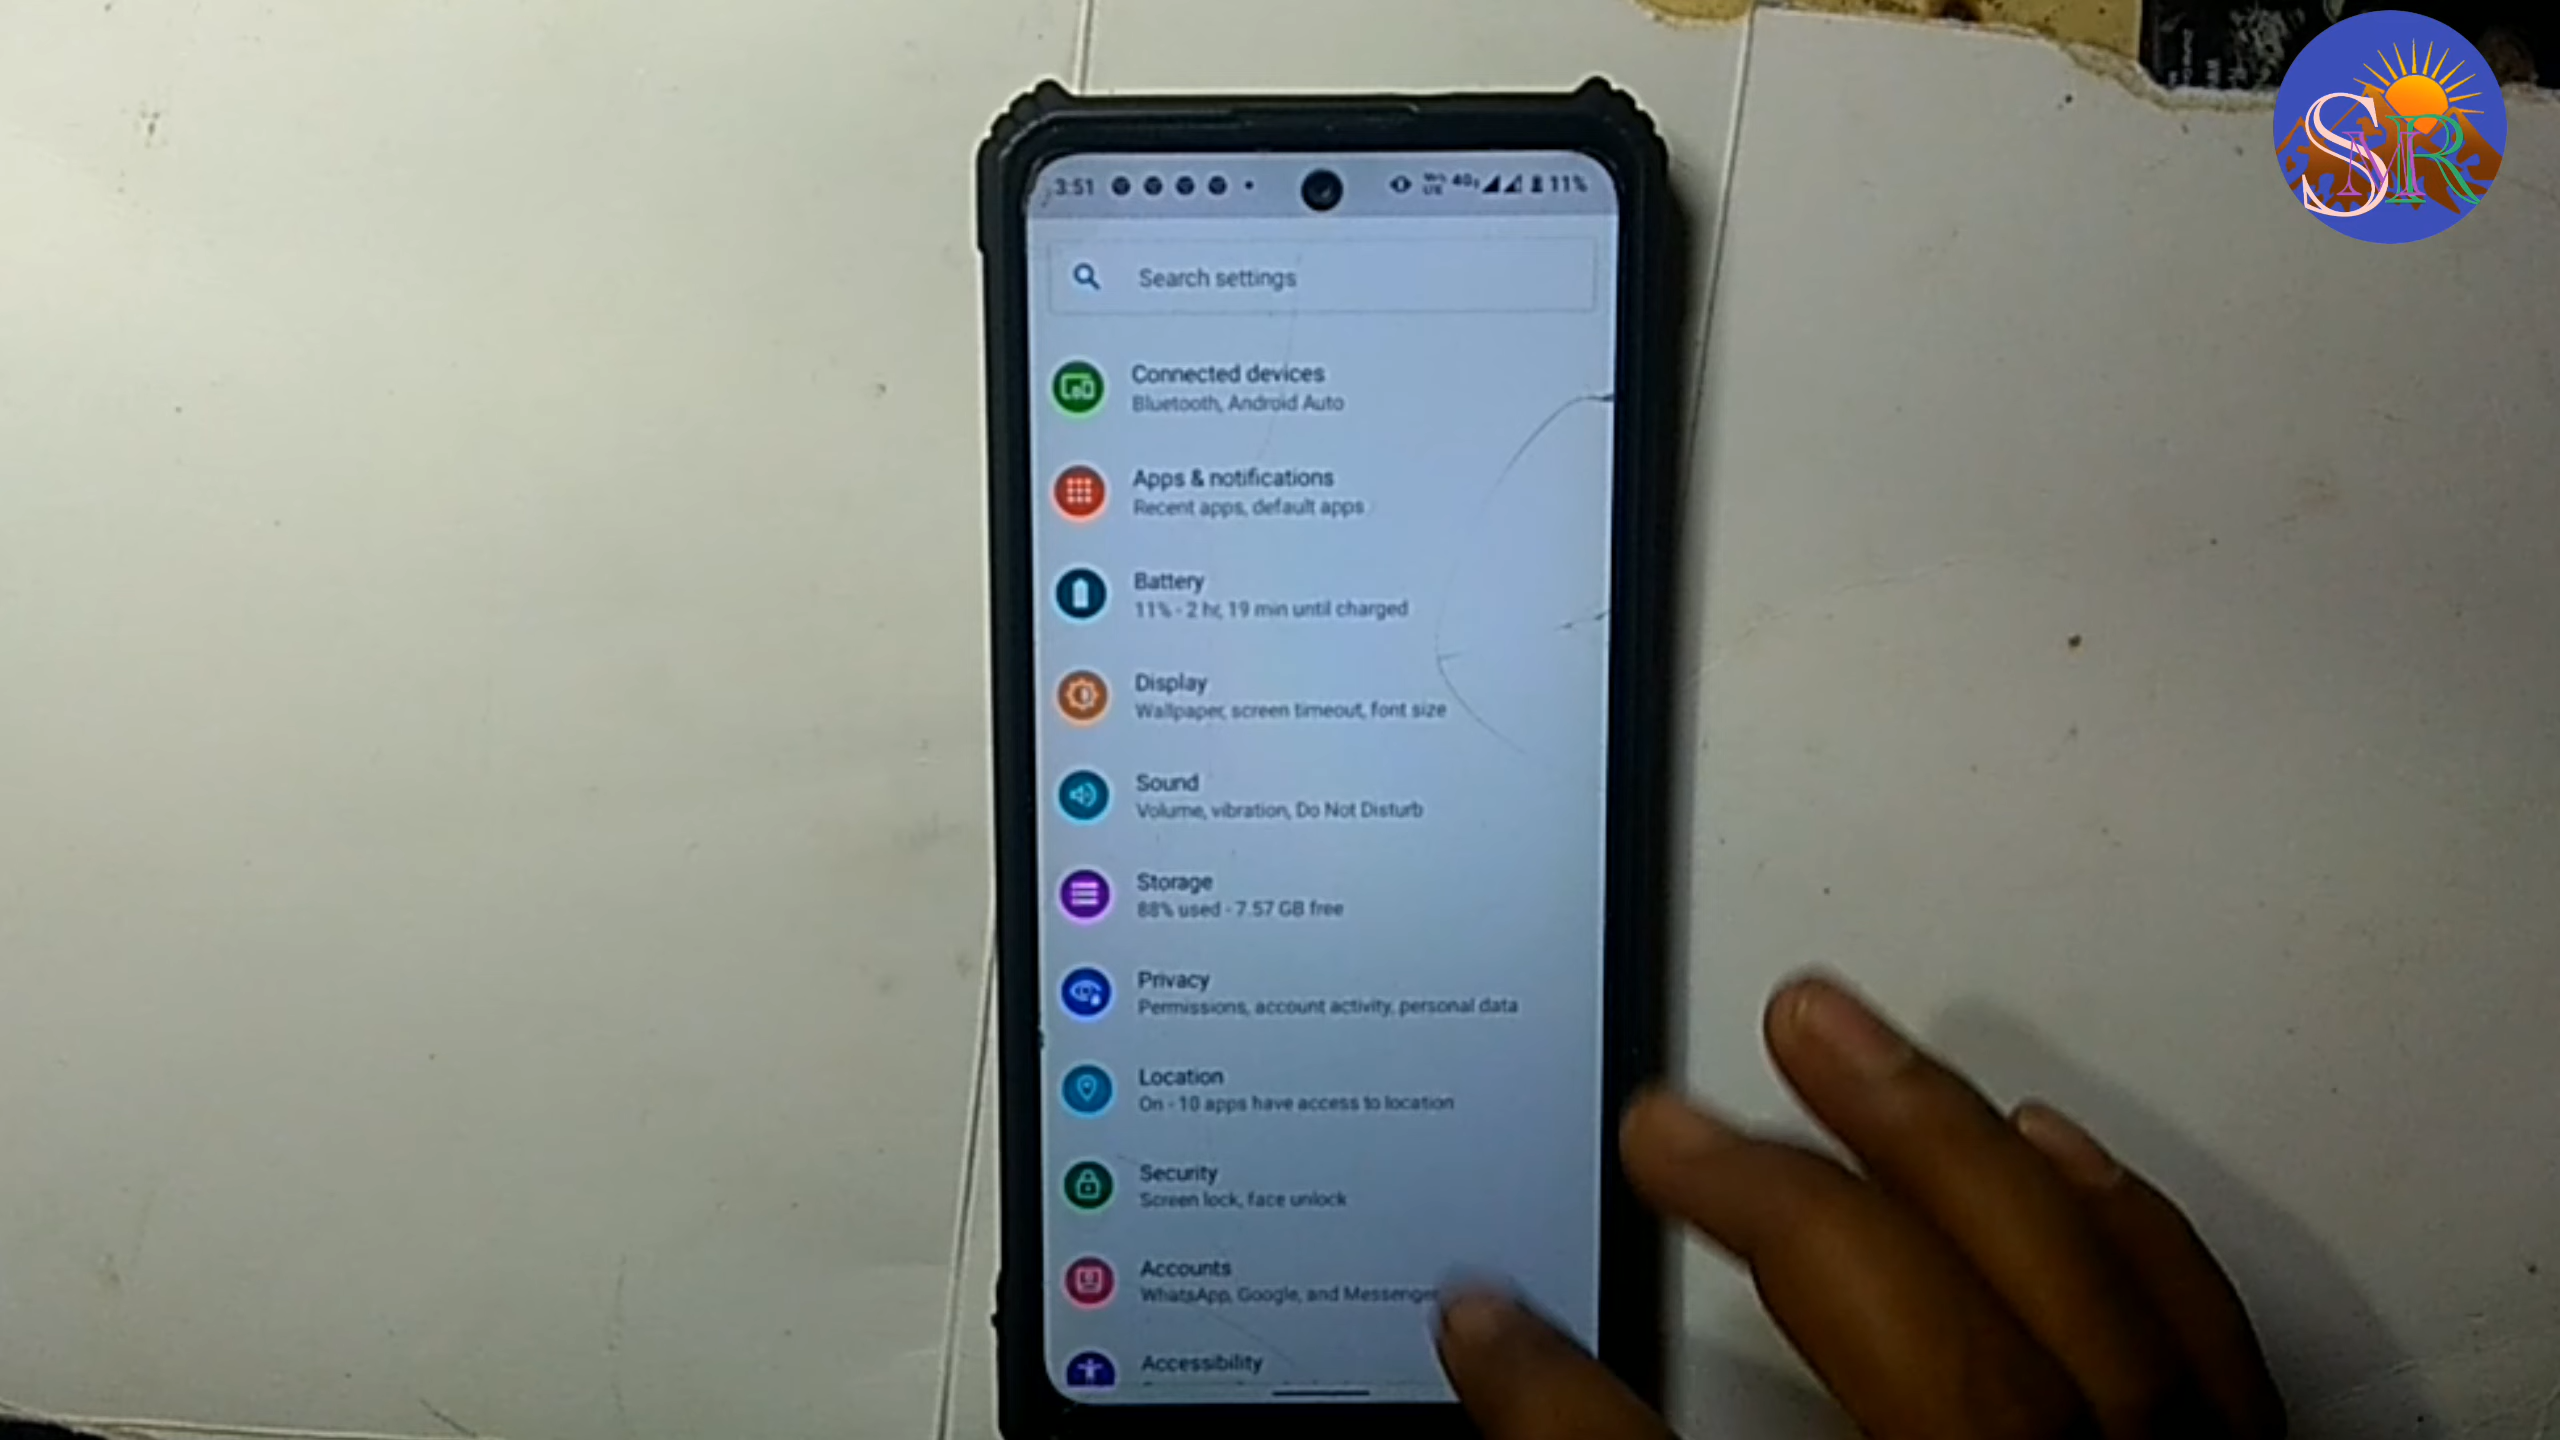 3:51
4G
11%
Search settings
Connected devices
Bluetooth, Android Auto
Apps & notifications
Recent apps, default apps
Battery
11% - 2 hr, 19 min until charged
Display
Wallpaper, screen timeout, font size
Sound
Volume, vibration, Do Not Disturb
Storage
88% used - 7.57 GB free
Privacy
Permissions, account activity, personal data
Location
On - 10 apps have access to location
Security
Screen lock, face unlock
Accounts
WhatsApp, Google, and Messenger
Accessibility
SMR